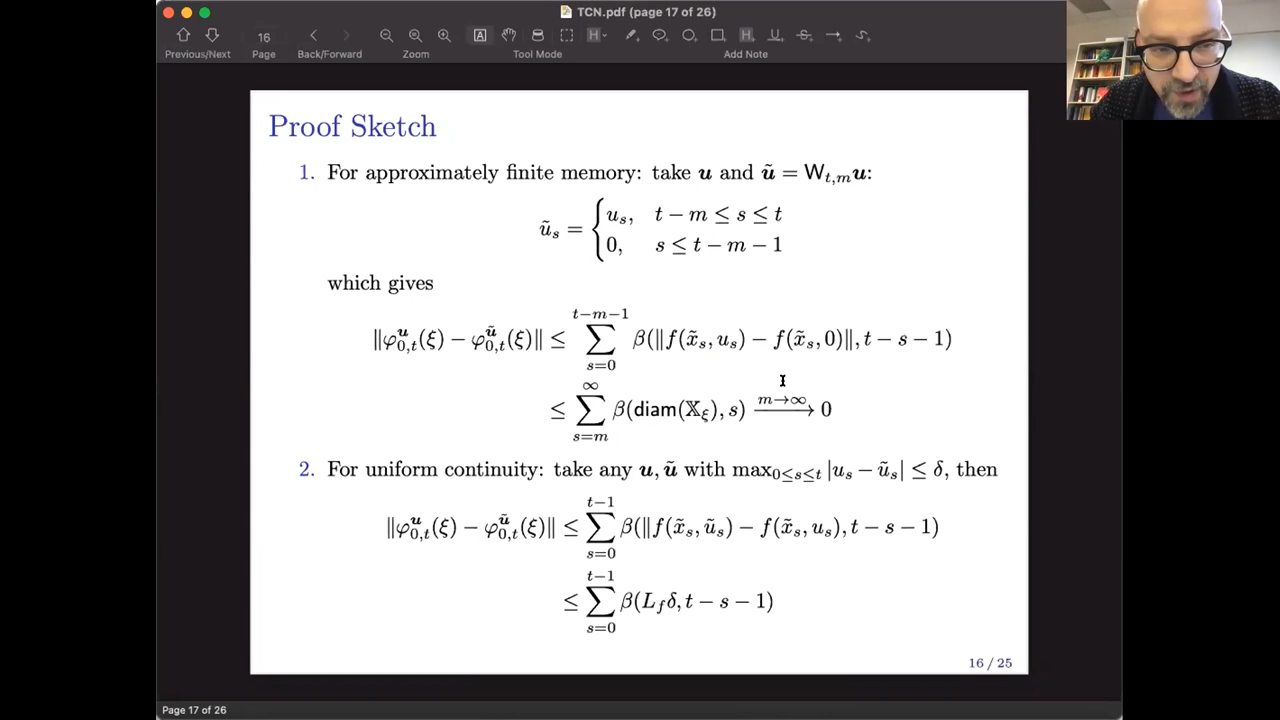 TCN.pdf (page 17 of 26)
16
Previous/Next Page Back/Forward Zoom Tool Mode Add Note
Proof Sketch
1. For approximately finite memory: take 𝒖 and 𝒖̃ = W_{t,m}𝒖:
ũ_s = { u_s, t − m ≤ s ≤ t
0, s ≤ t − m − 1
which gives
‖φ^𝒖_{0,t}(ξ) − φ^𝒖̃_{0,t}(ξ)‖ ≤ ∑_{s=0}^{t−m−1} β(‖f(x̃_s, u_s) − f(x̃_s, 0)‖, t − s − 1)
≤ ∑_{s=m}^{∞} β(diam(𝕏_ξ), s) —m→∞→ 0
2. For uniform continuity: take any 𝒖, 𝒖̃ with max_{0≤s≤t} |u_s − ũ_s| ≤ δ, then
‖φ^𝒖_{0,t}(ξ) − φ^𝒖̃_{0,t}(ξ)‖ ≤ ∑_{s=0}^{t−1} β(‖f(x̃_s, ũ_s) − f(x̃_s, u_s), t − s − 1)
≤ ∑_{s=0}^{t−1} β(L_f δ, t − s − 1)
16 / 25
Page 17 of 26